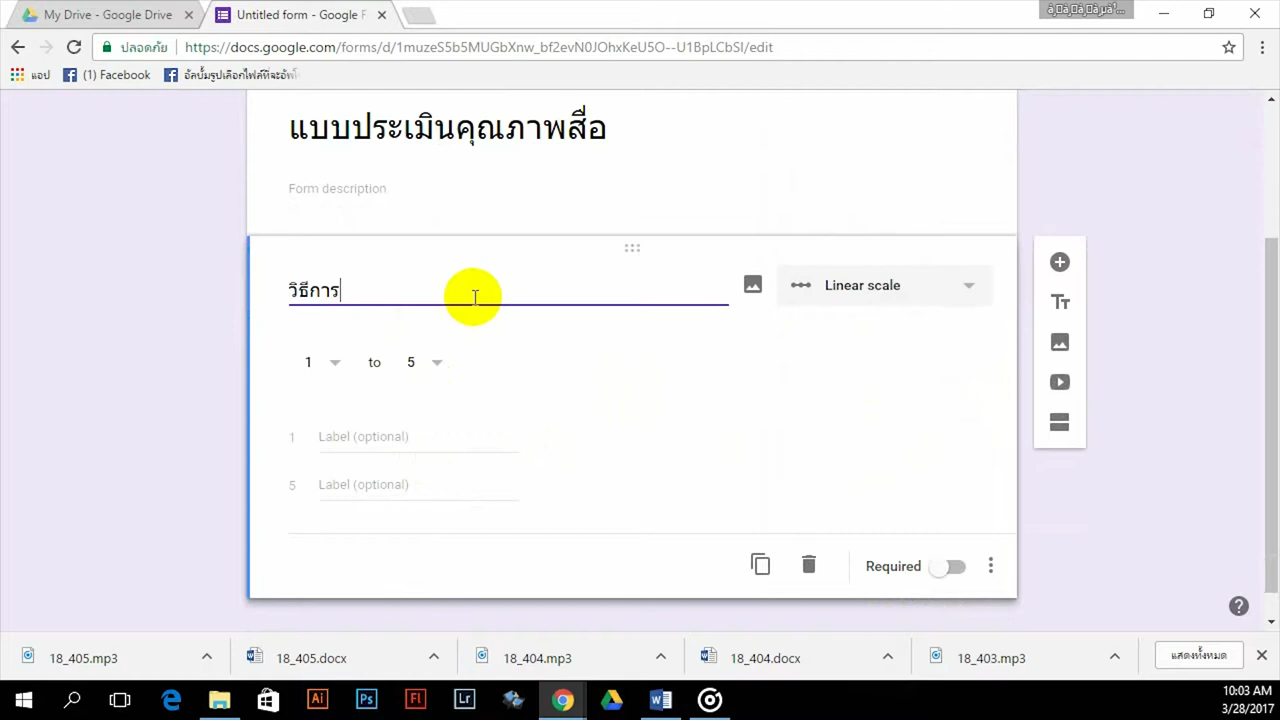 My Drive - Google Drive
Untitled form - Google F
ปลอดภัย
https://docs.google.com/forms/d/1muzeS5b5MUGbXnw_bf2evN0JOhxKeU5O--U1BpLCbSI/edit
แอป
(1) Facebook
แบบประเมินคุณภาพสื่อ
Form description
วิธีการ
Linear scale
1 to 5
1 Label (optional)
5 Label (optional)
Required
18_405.mp3
18_405.docx
18_404.mp3
18_404.docx
18_403.mp3
แสดงทั้งหมด
Ai Ps Fl Lr
10:03 AM
3/28/2017